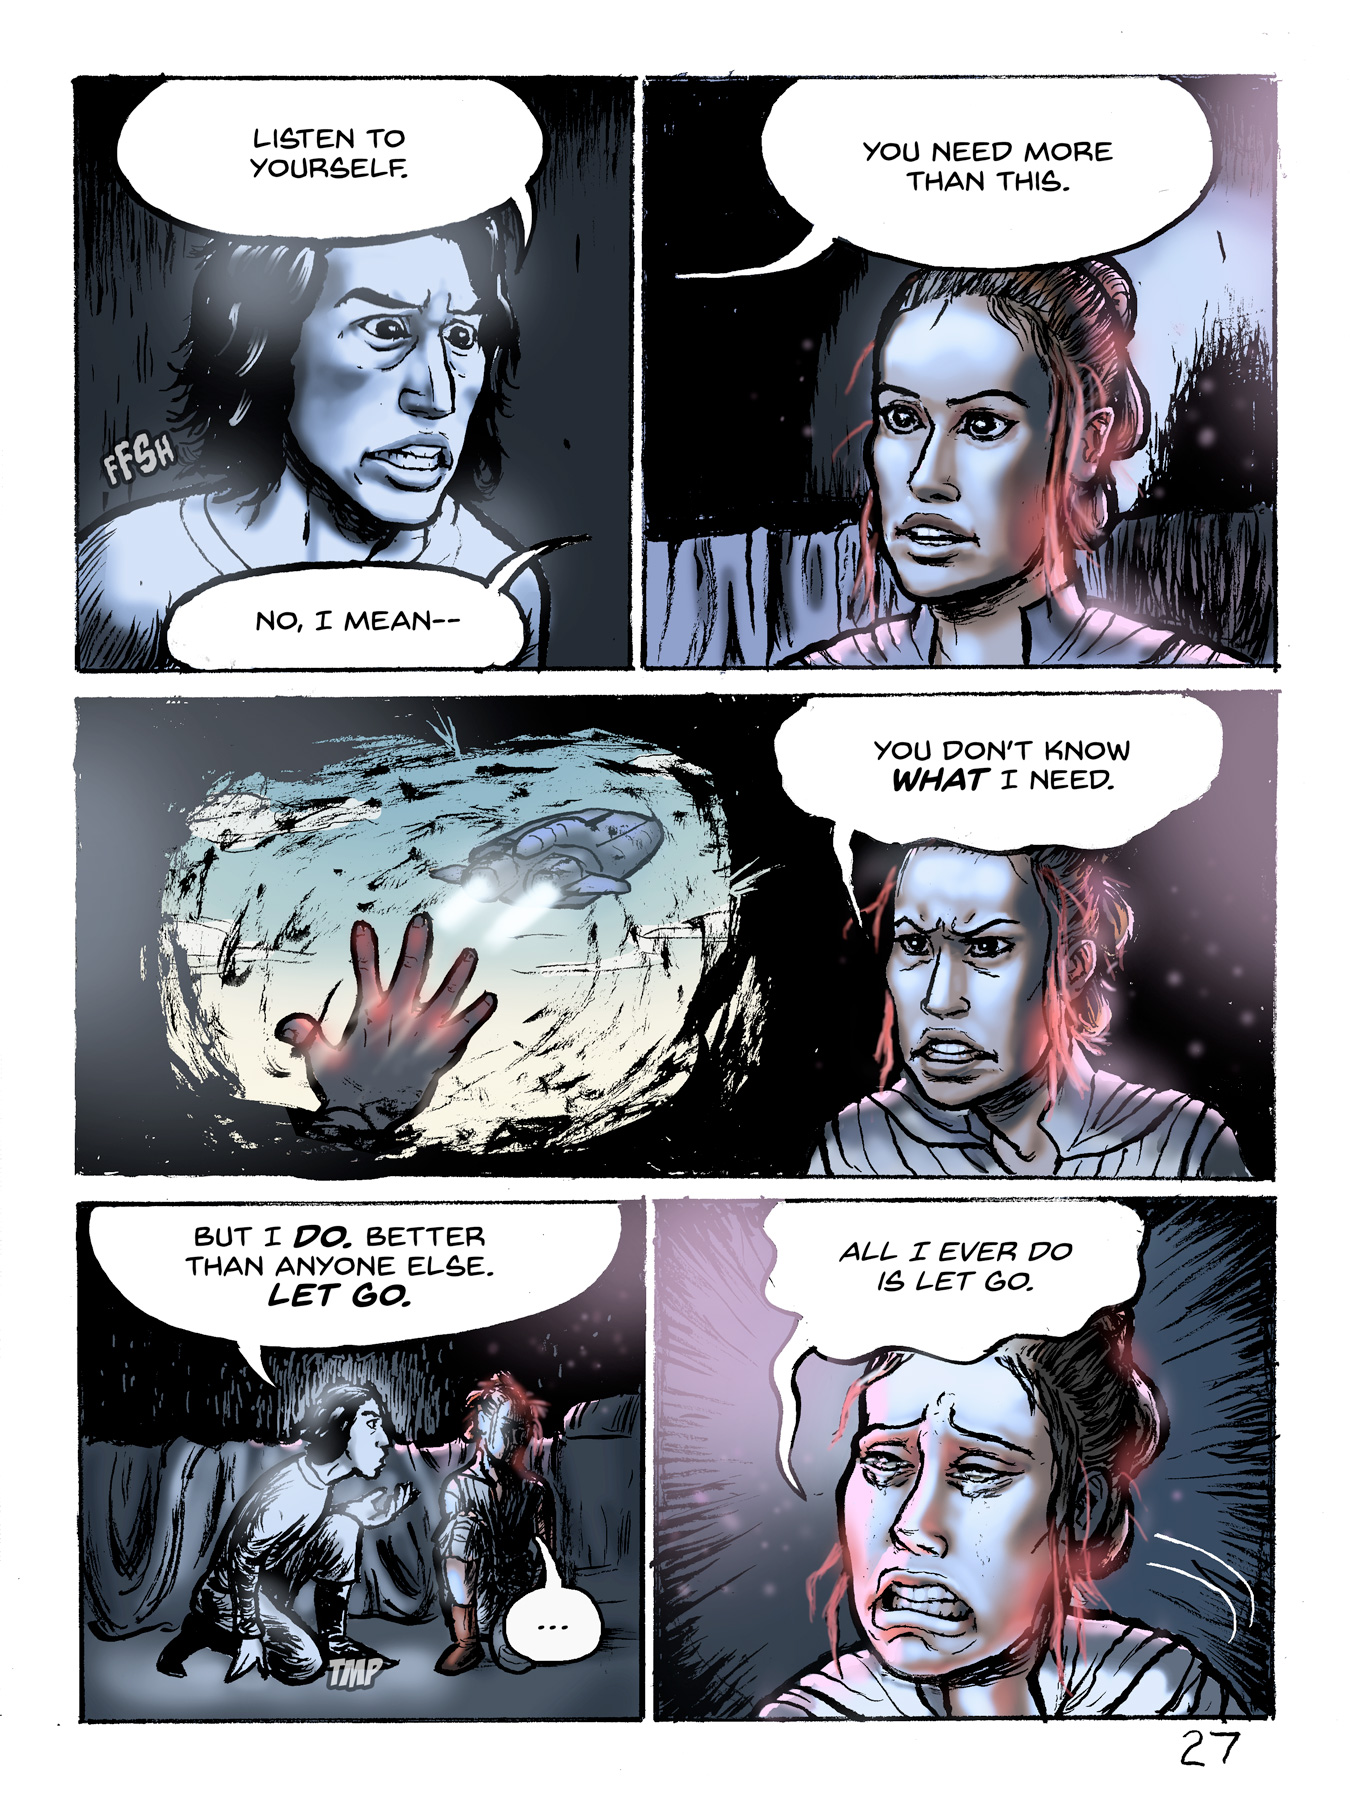 LISTEN TO
YOURSELF.
FFSH
NO, I MEAN--
YOU NEED MORE
THAN THIS.
YOU DON'T KNOW
WHAT I NEED.
BUT I DO. BETTER
THAN ANYONE ELSE.
LET GO.
...
TMP
ALL I EVER DO
IS LET GO.
27